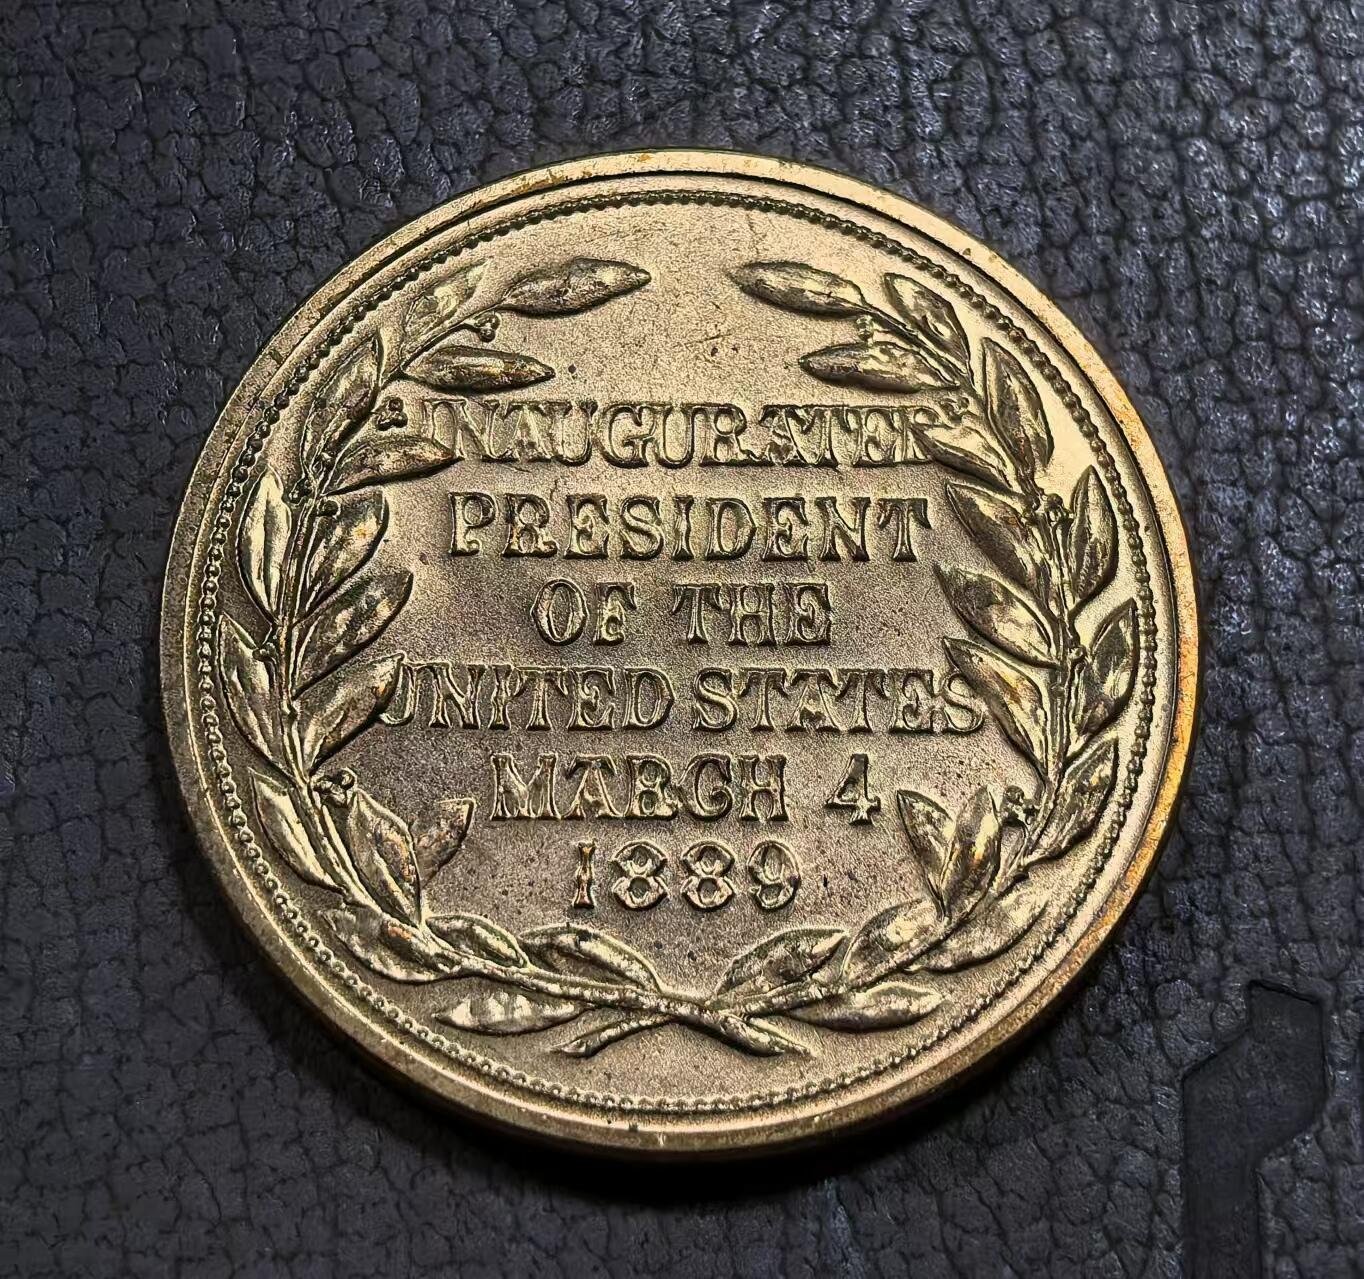 INAUGURATED
PRESIDENT
OF THE
UNITED STATES
MARCH 4
1889